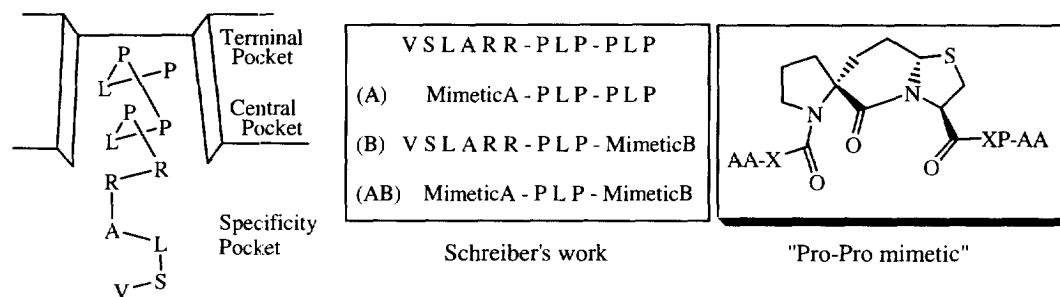 Terminal
Pocket
P
P
L
Central
Pocket
P
P
L
R
R
A
L
S
V
Specificity
Pocket
V S L A R R - P L P - P L P
(A) MimeticA - P L P - P L P
(B) V S L A R R - P L P - MimeticB
(AB) MimeticA - P L P - MimeticB
Schreiber's work
S
N
N
O
AA-X
O
O
XP-AA
"Pro-Pro mimetic"